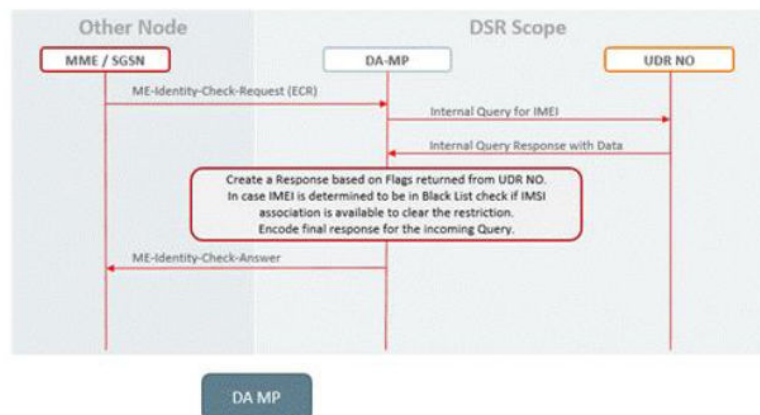 Other Node
DSR Scope
MME / SGSN
DA-MP
UDR NO
ME-Identity-Check-Request (ECR)
Internal Query for IMEI
Internal Query Response with Data
Create a Response based on Flags returned from UDR NO.
In case IMEI is determined to be in Black List check if IMSI
association is available to clear the restriction.
Encode final response for the incoming Query.
ME-Identity-Check-Answer
DA MP